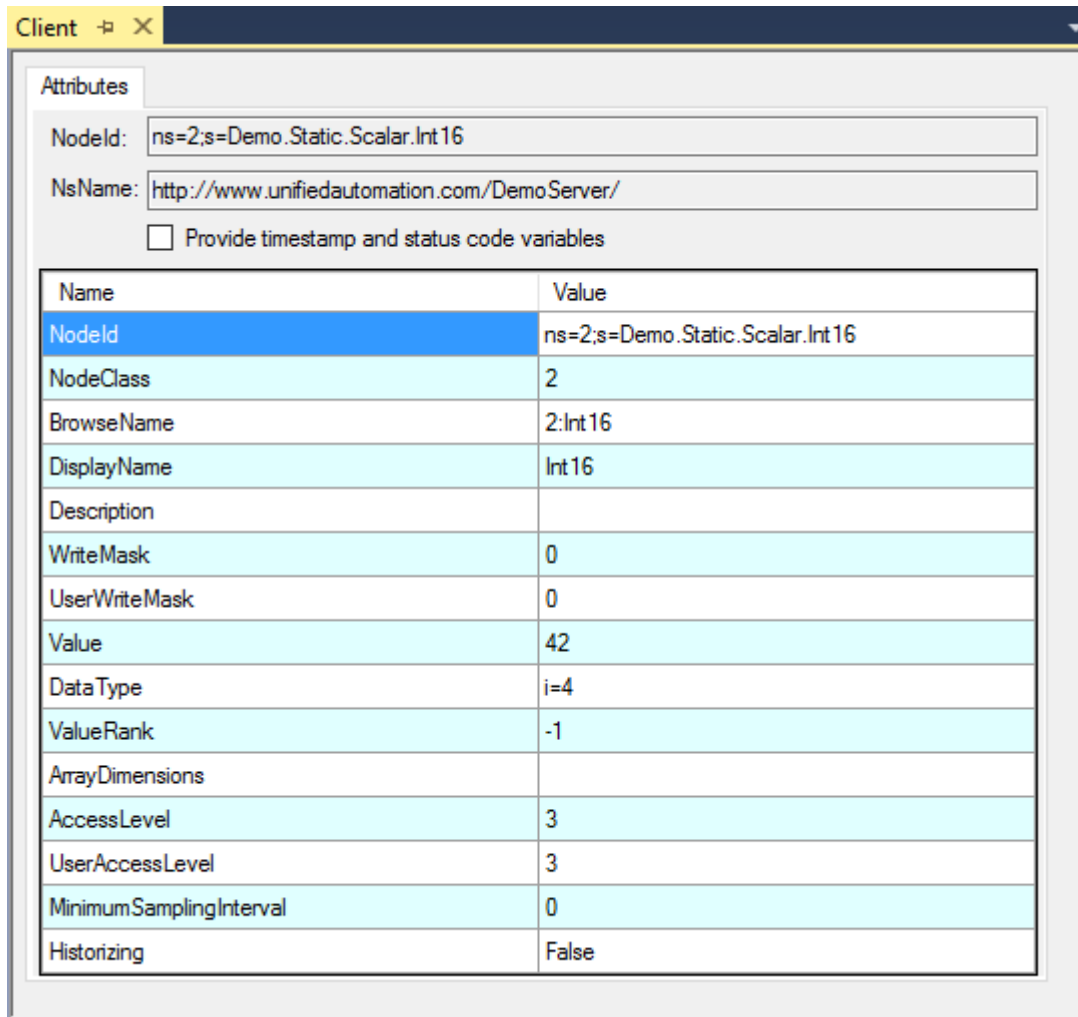 Client
Attributes
NodeId: ns=2;s=Demo.Static.Scalar.Int16
NsName: http://www.unifiedautomation.com/DemoServer/
Provide timestamp and status code variables
Name Value
NodeId ns=2;s=Demo.Static.Scalar.Int16
NodeClass 2
BrowseName 2:Int16
DisplayName Int16
Description
WriteMask 0
UserWriteMask 0
Value 42
DataType i=4
ValueRank -1
ArrayDimensions
AccessLevel 3
UserAccessLevel 3
MinimumSamplingInterval 0
Historizing False